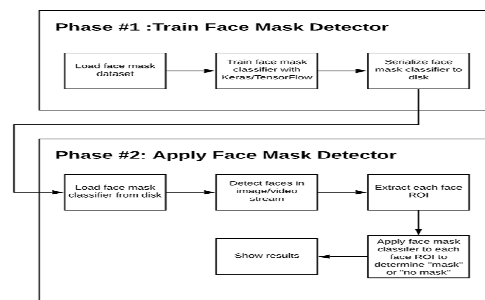 Phase #1 :Train Face Mask Detector
Load face mask
dataset
Train face mask
classifier with
Keras/TensorFlow
Serialize face
mask classifier to
disk
Phase #2: Apply Face Mask Detector
Load face mask
classifier from disk
Detect faces in
image/video
stream
Extract each face
ROI
Apply face mask
classifer to each
face ROI to
determine "mask"
or "no mask"
Show results